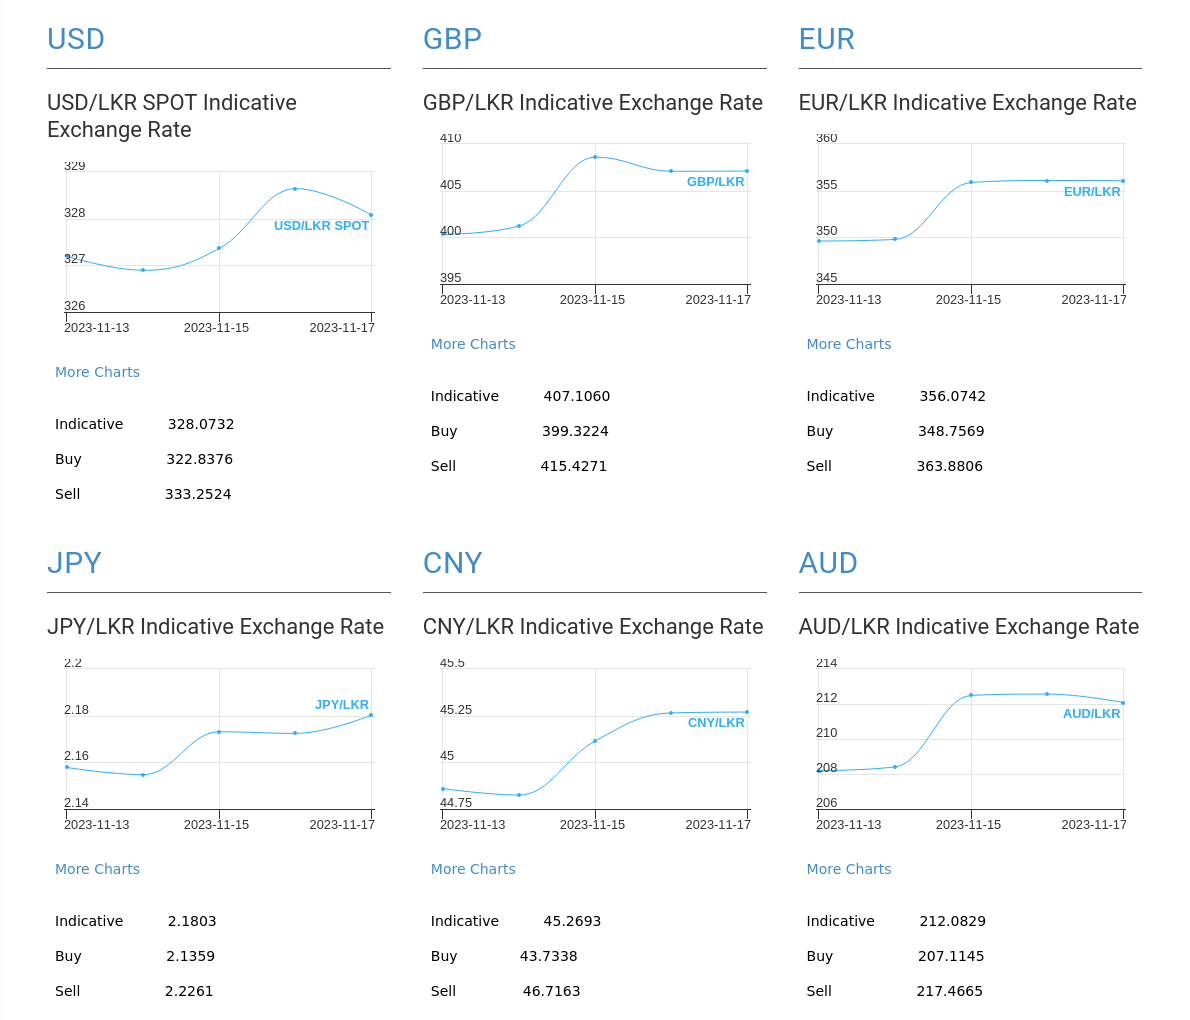 USD
USD/LKR SPOT Indicative
Exchange Rate
329
328
USD/LKR SPOT
327
326
2023-11-13 2023-11-15 2023-11-17
More Charts
Indicative 328.0732
Buy 322.8376
Sell 333.2524
GBP
GBP/LKR Indicative Exchange Rate
410
405
GBP/LKR
400
395
2023-11-13 2023-11-15 2023-11-17
More Charts
Indicative 407.1060
Buy 399.3224
Sell 415.4271
EUR
EUR/LKR Indicative Exchange Rate
360
355
EUR/LKR
350
345
2023-11-13 2023-11-15 2023-11-17
More Charts
Indicative 356.0742
Buy 348.7569
Sell 363.8806
JPY
JPY/LKR Indicative Exchange Rate
2.2
JPY/LKR
2.18
2.16
2.14
2023-11-13 2023-11-15 2023-11-17
More Charts
Indicative 2.1803
Buy 2.1359
Sell 2.2261
CNY
CNY/LKR Indicative Exchange Rate
45.5
45.25
CNY/LKR
45
44.75
2023-11-13 2023-11-15 2023-11-17
More Charts
Indicative 45.2693
Buy 43.7338
Sell 46.7163
AUD
AUD/LKR Indicative Exchange Rate
214
212
AUD/LKR
210
208
206
2023-11-13 2023-11-15 2023-11-17
More Charts
Indicative 212.0829
Buy 207.1145
Sell 217.4665